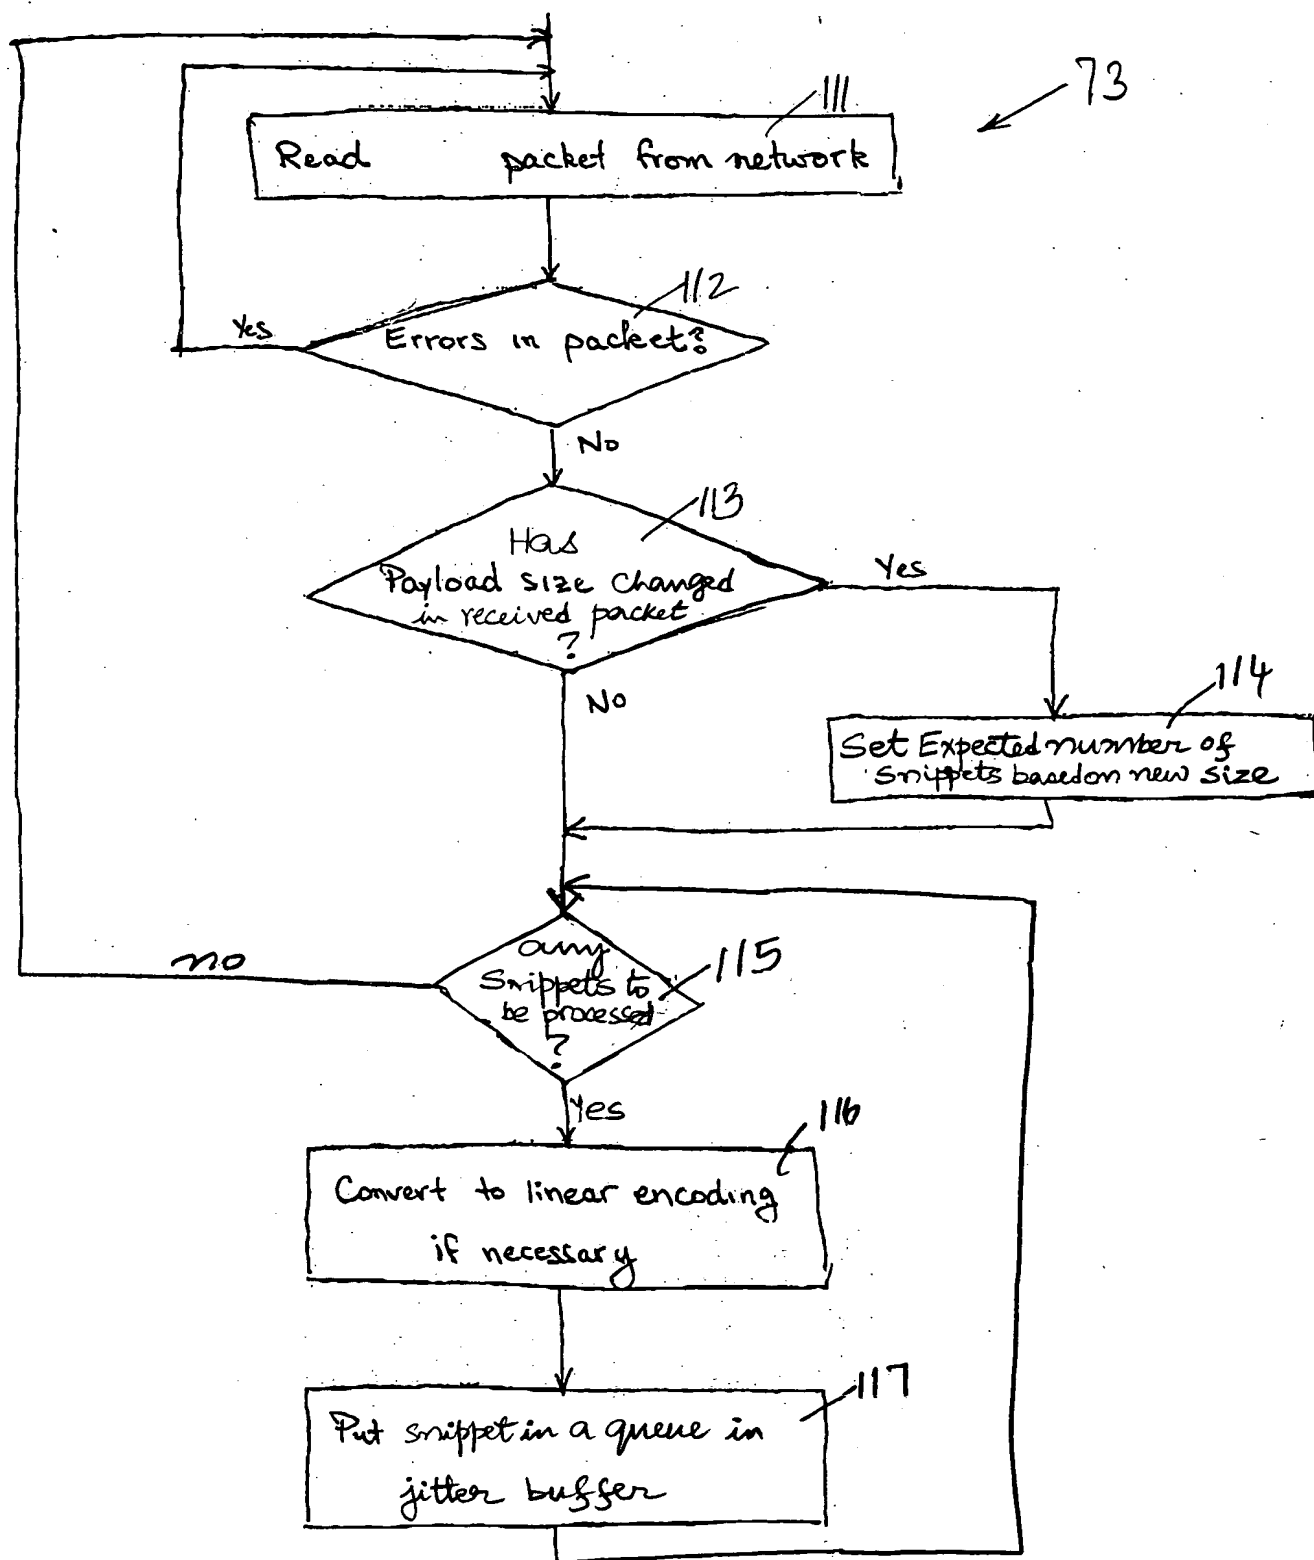 73
111
Read packet from network
112
Yes
Errors in packet?
No
113
Has
Payload size changed
in received packet
?
Yes
No
114
Set Expected number of
snippets based on new size
no
any
115
Snippets to
be processed
?
Yes
116
Convert to linear encoding
if necessary
117
Put snippet in a queue in
jitter buffer